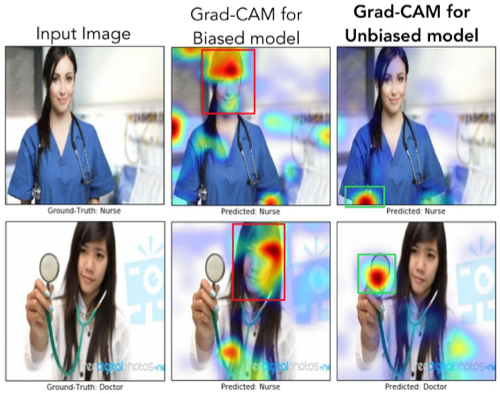 Input Image
Grad-CAM for
Biased model
Grad-CAM for
Unbiased model
Ground-Truth: Nurse
Predicted: Nurse
Predicted: Nurse
Ground-Truth: Doctor
Predicted: Nurse
Predicted: Doctor